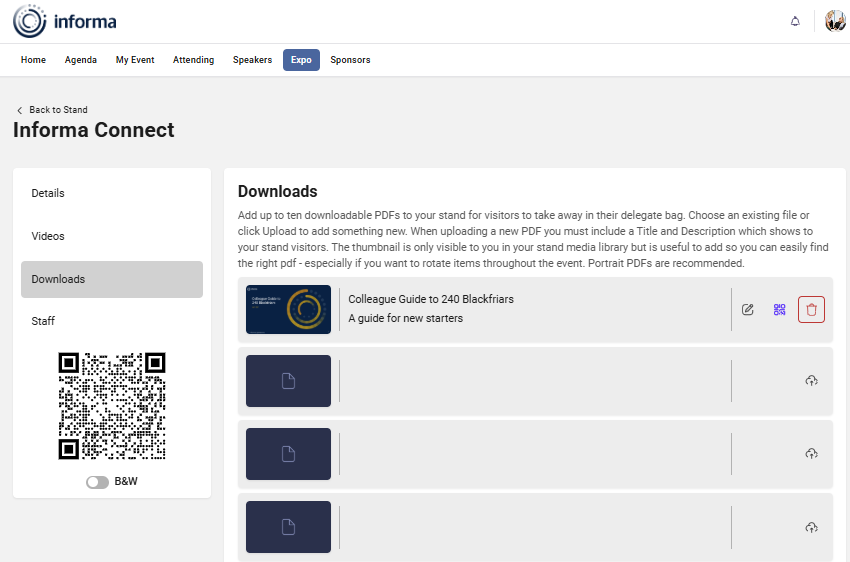 informa
Home Agenda My Event Attending Speakers Expo Sponsors
Back to Stand
Informa Connect
Details
Videos
Downloads
Staff
B&W
Downloads
Add up to ten downloadable PDFs to your stand for visitors to take away in their delegate bag. Choose an existing file or
click Upload to add something new. When uploading a new PDF you must include a Title and Description which shows to
your stand visitors. The thumbnail is only visible to you in your stand media library but is useful to add so you can easily find
the right pdf - especially if you want to rotate items throughout the event. Portrait PDFs are recommended.
Colleague Guide to
240 Blackfriars
Colleague Guide to 240 Blackfriars
A guide for new starters